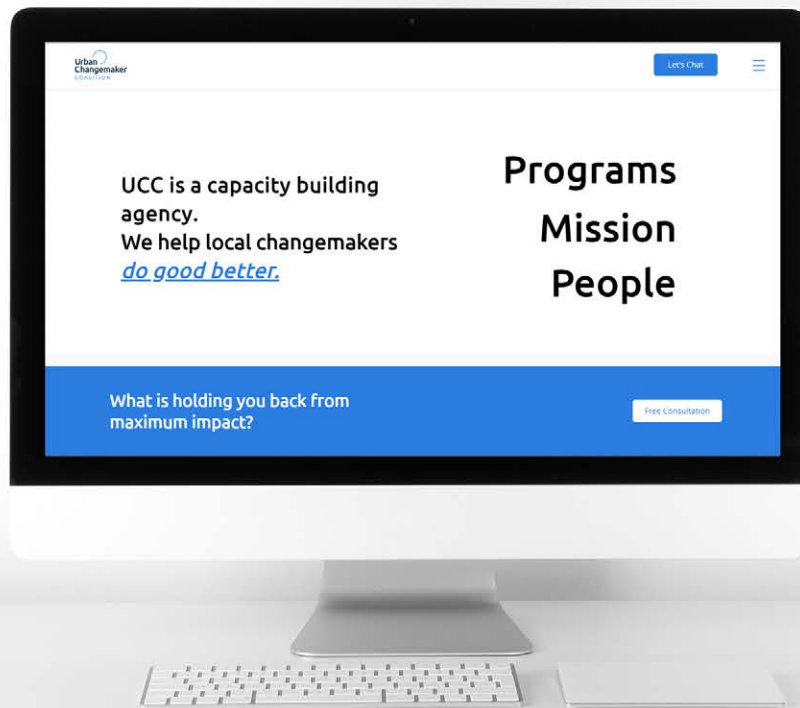 Urban
Changemaker
COALITION
Let's Chat
UCC is a capacity building
agency.
We help local changemakers
do good better.
Programs
Mission
People
What is holding you back from
maximum impact?
Free Consultation